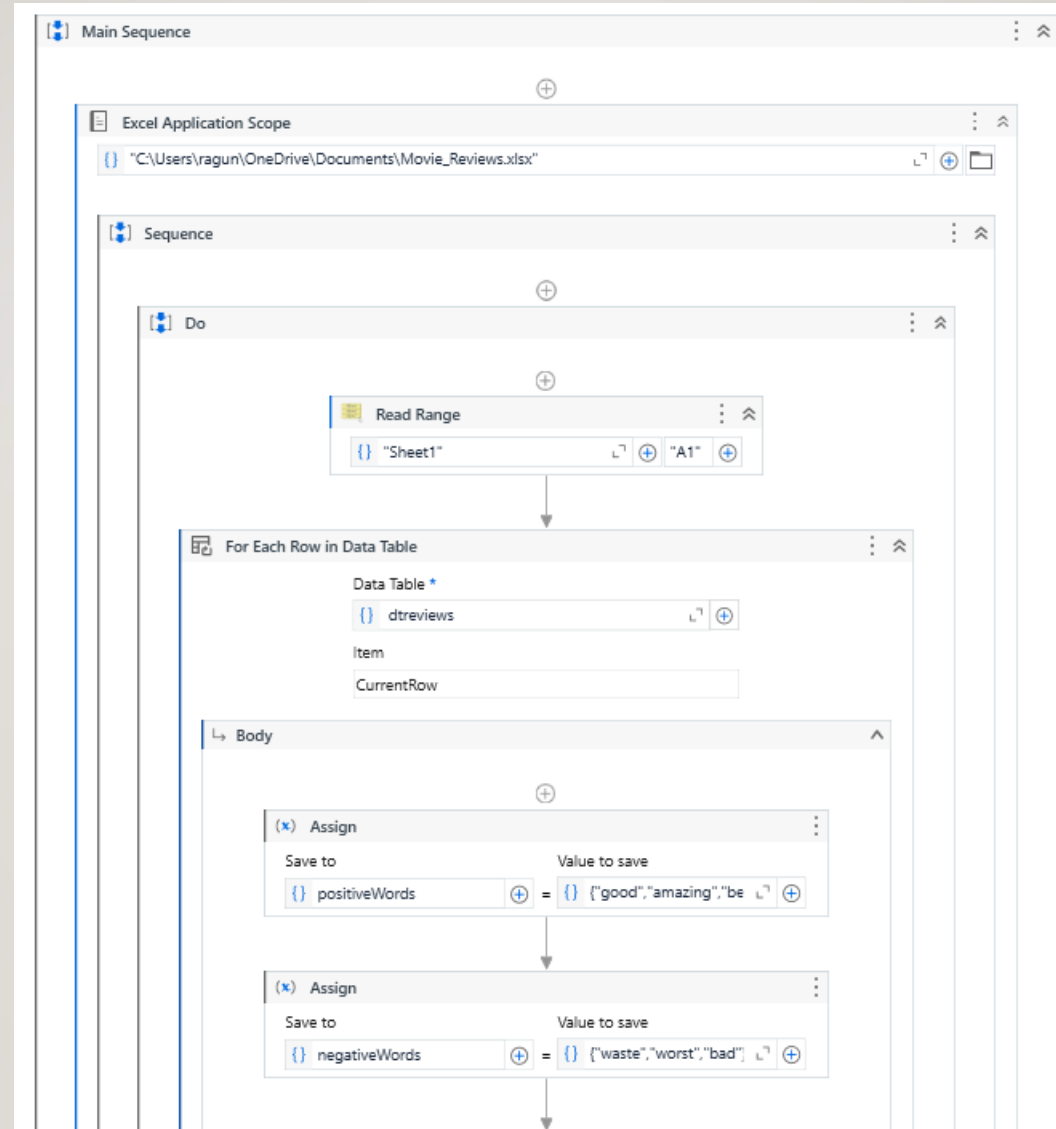 Main Sequence
Excel Application Scope
{} "C:\Users\ragun\OneDrive\Documents\Movie_Reviews.xlsx"
Sequence
Do
Read Range
{} "Sheet1" "A1"
For Each Row in Data Table
Data Table *
{} dtreviews
Item
CurrentRow
Body
(x) Assign
Save to Value to save
{} positiveWords = {} {"good","amazing","be
(x) Assign
Save to Value to save
{} negativeWords = {} {"waste","worst","bad"}